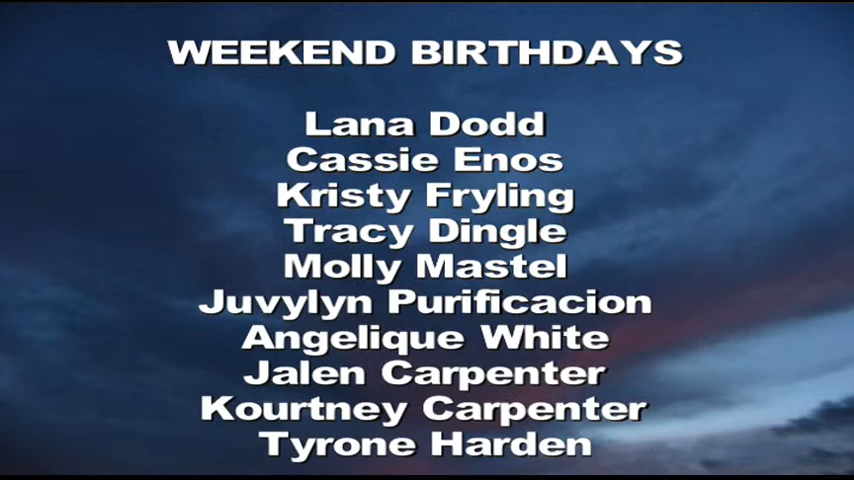 WEEKEND BIRTHDAYS
Lana Dodd
Cassie Enos
Kristy Fryling
Tracy Dingle
Molly Mastel
Juvylyn Purificacion
Angelique White
Jalen Carpenter
Kourtney Carpenter
Tyrone Harden